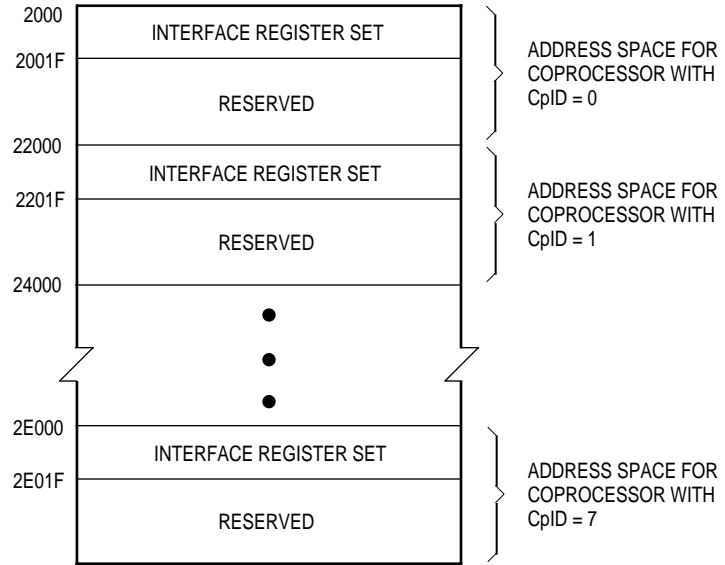 2000
INTERFACE REGISTER SET
2001F
RESERVED
ADDRESS SPACE FOR
COPROCESSOR WITH
CpID = 0
22000
INTERFACE REGISTER SET
2201F
RESERVED
ADDRESS SPACE FOR
COPROCESSOR WITH
CpID = 1
24000
2E000
INTERFACE REGISTER SET
2E01F
RESERVED
ADDRESS SPACE FOR
COPROCESSOR WITH
CpID = 7